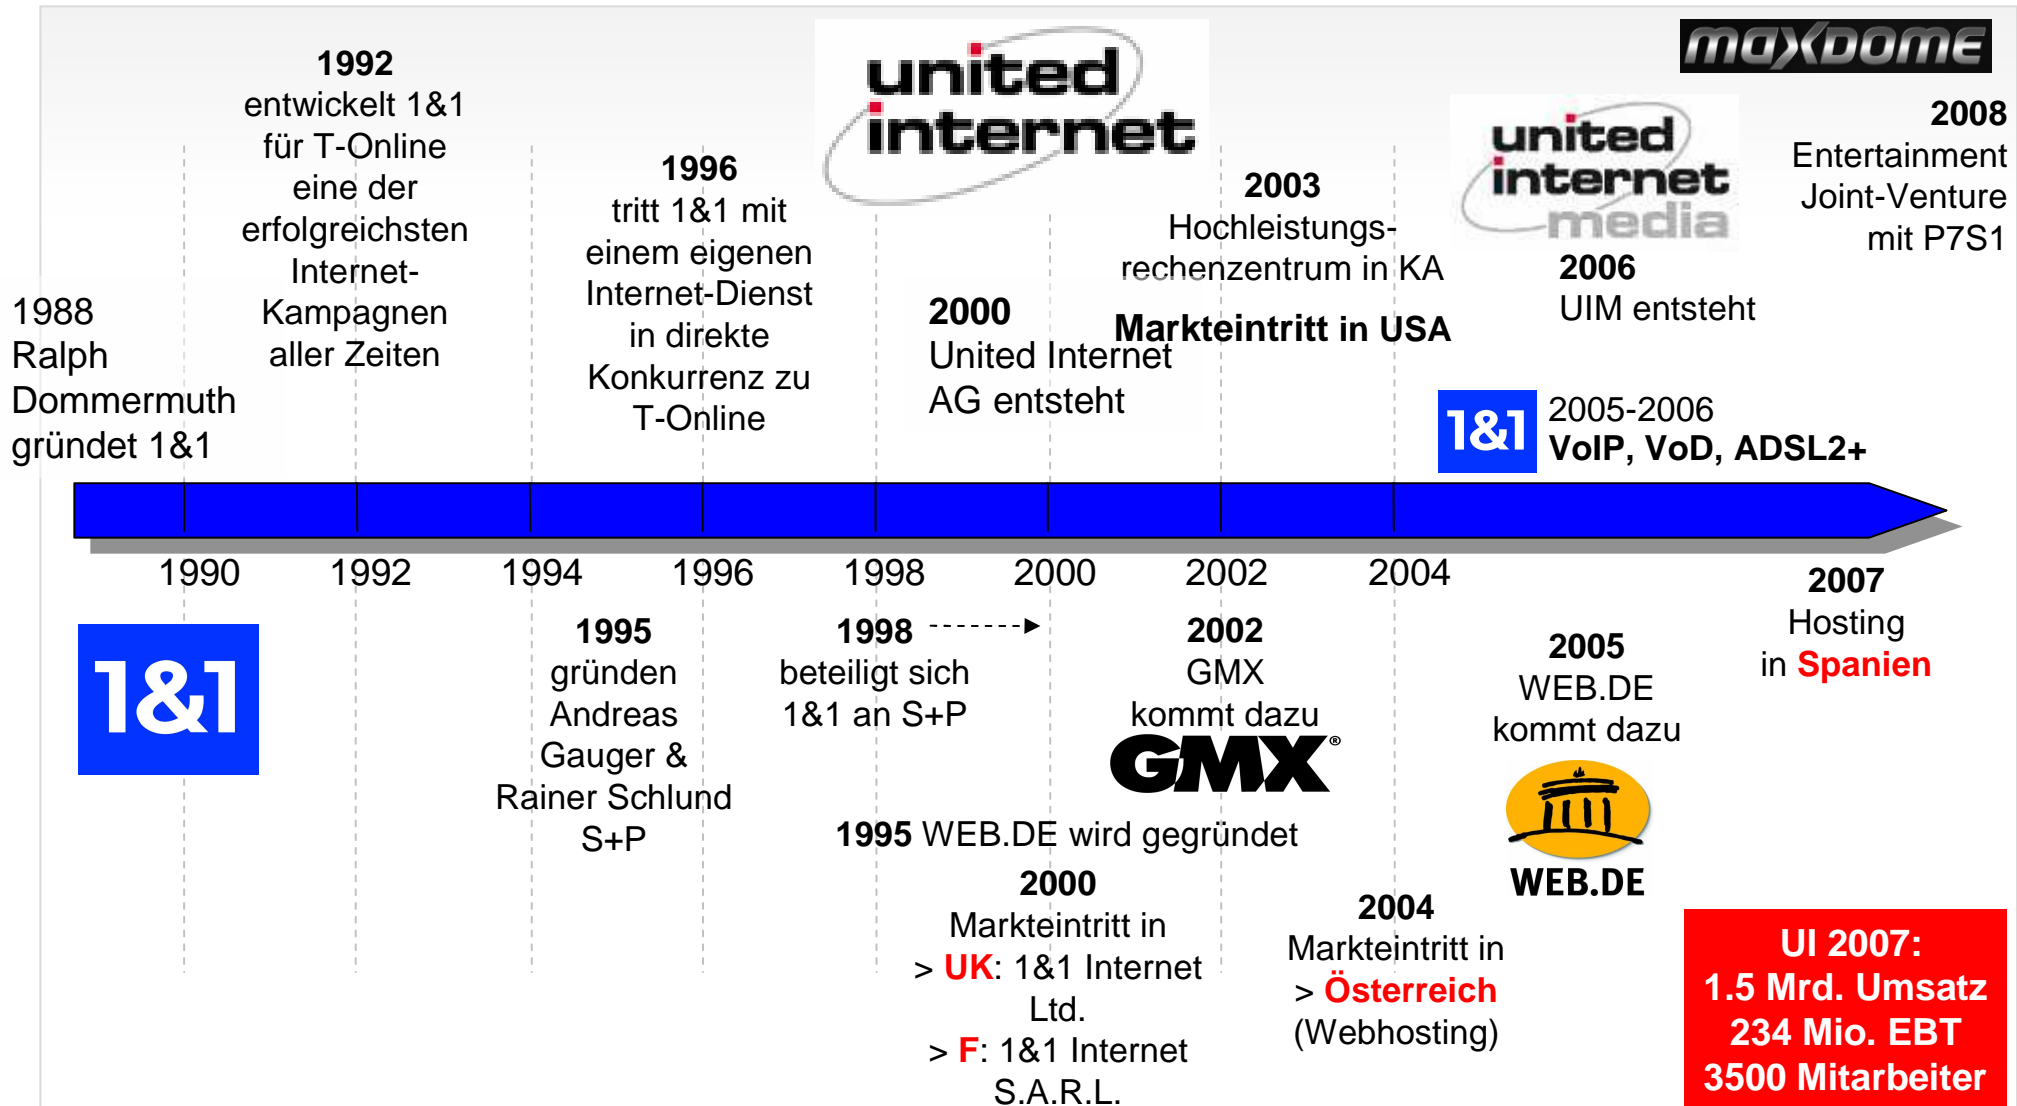 maxdome
united
internet
1992
entwickelt 1&1
für T-Online
eine der
erfolgreichsten
Internet-
Kampagnen
aller Zeiten
1996
tritt 1&1 mit
einem eigenen
Internet-Dienst
in direkte
Konkurrenz zu
T-Online
2003
Hochleistungs-
rechenzentrum in KA
Markteintritt in USA
united
internet
media
2006
UIM entsteht
2008
Entertainment
Joint-Venture
mit P7S1
1988
Ralph
Dommermuth
gründet 1&1
2000
United Internet
AG entsteht
1&1
2005-2006
VoIP, VoD, ADSL2+
1990 1992 1994 1996 1998 2000 2002 2004
1&1
1995
gründen
Andreas
Gauger &
Rainer Schlund
S+P
1998
beteiligt sich
1&1 an S+P
2002
GMX
kommt dazu
GMX®
2005
WEB.DE
kommt dazu
WEB.DE
2007
Hosting
in Spanien
1995 WEB.DE wird gegründet
2000
Markteintritt in
> UK: 1&1 Internet
Ltd.
> F: 1&1 Internet
S.A.R.L.
2004
Markteintritt in
> Österreich
(Webhosting)
UI 2007:
1.5 Mrd. Umsatz
234 Mio. EBT
3500 Mitarbeiter